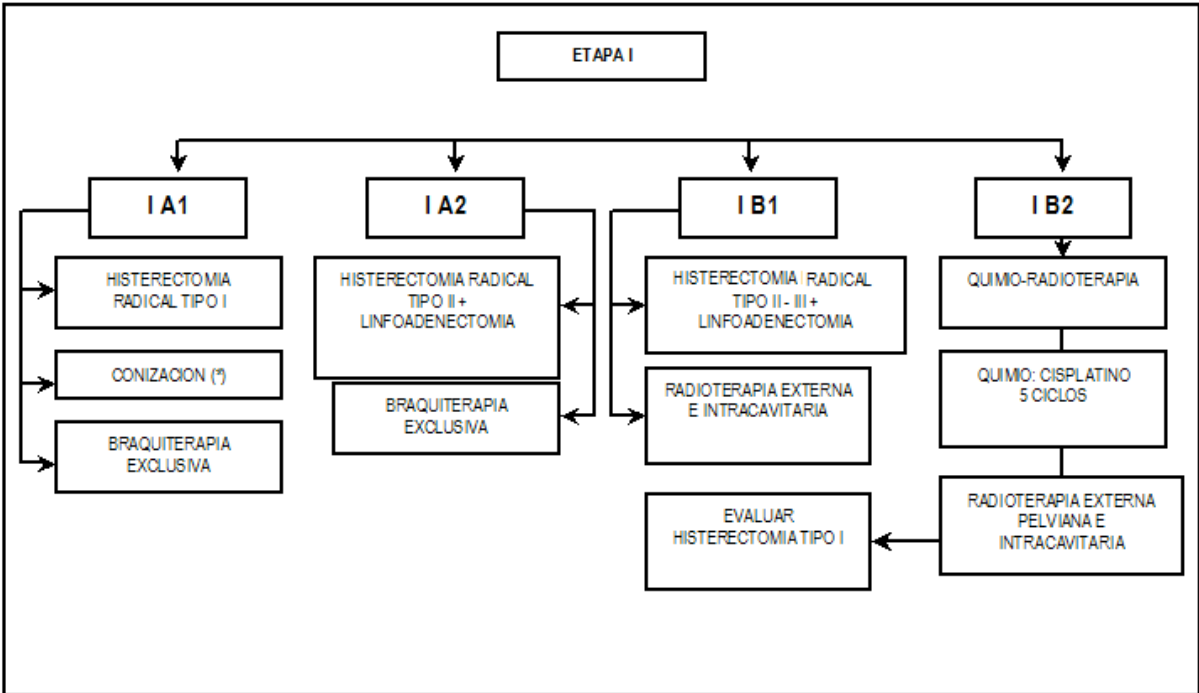 ETAPA I
I A1
HISTERECTOMIA
RADICAL TIPO I
CONIZACION (*)
BRAQUITERAPIA
EXCLUSIVA
I A2
HISTERECTOMIA RADICAL
TIPO II +
LINFOADENECTOMIA
BRAQUITERAPIA
EXCLUSIVA
I B1
HISTERECTOMIA RADICAL
TIPO II - III +
LINFOADENECTOMIA
RADIOTERAPIA EXTERNA
E INTRACAVITARIA
I B2
QUIMIO-RADIOTERAPIA
QUIMIO: CISPLATINO
5 CICLOS
RADIOTERAPIA EXTERNA
PELVIANA E
INTRACAVITARIA
EVALUAR
HISTERECTOMIA TIPO I